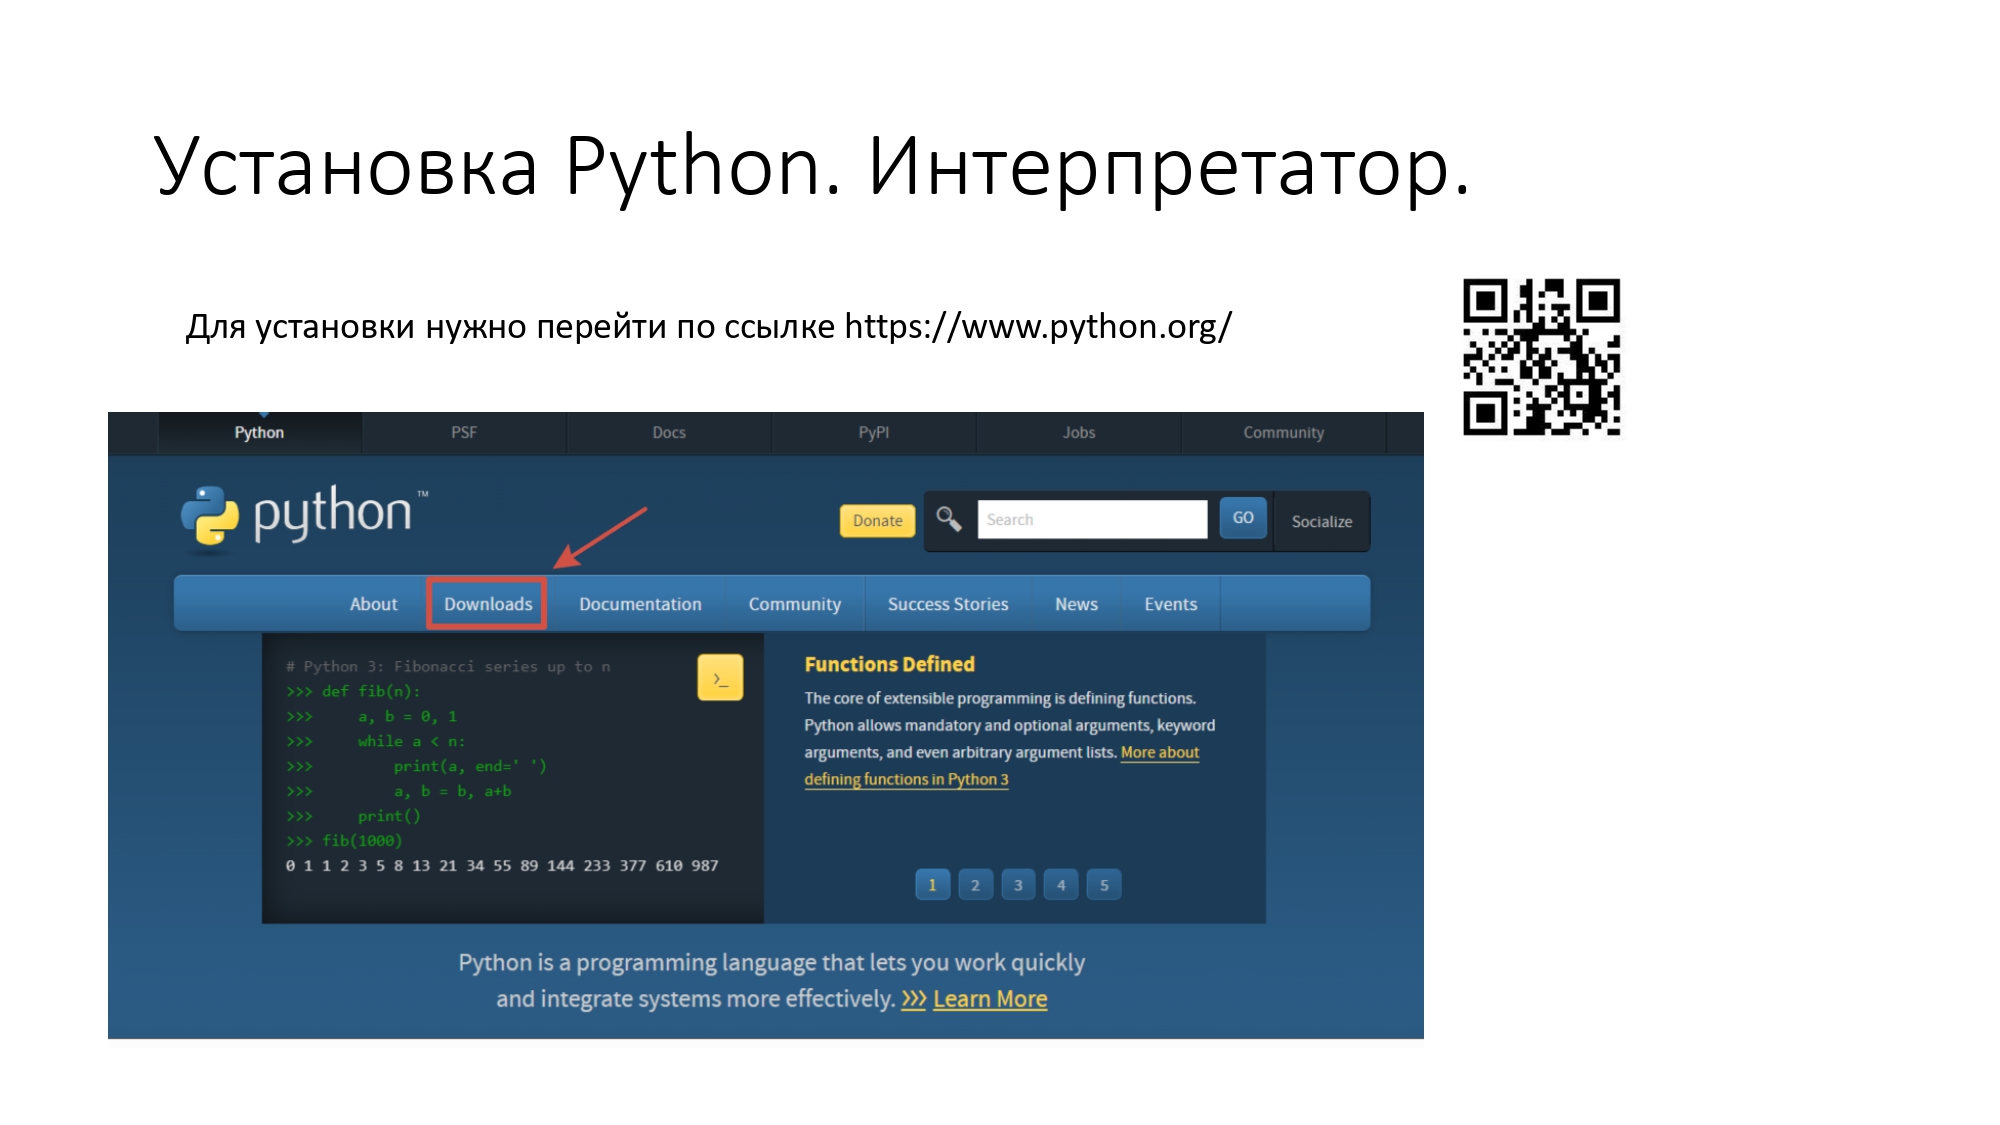 Установка Python. Интерпретатор.
Для установки нужно перейти по ссылке https://www.python.org/
Python PSF Docs PyPI Jobs Community
python™
Donate Search GO Socialize
About Downloads Documentation Community Success Stories News Events
# Python 3: Fibonacci series up to n
>>> def fib(n):
>>>     a, b = 0, 1
>>>     while a < n:
>>>         print(a, end=' ')
>>>         a, b = b, a+b
>>>     print()
>>> fib(1000)
0 1 1 2 3 5 8 13 21 34 55 89 144 233 377 610 987
>_
Functions Defined
The core of extensible programming is defining functions.
Python allows mandatory and optional arguments, keyword
arguments, and even arbitrary argument lists. More about
defining functions in Python 3
1 2 3 4 5
Python is a programming language that lets you work quickly
and integrate systems more effectively. >>> Learn More